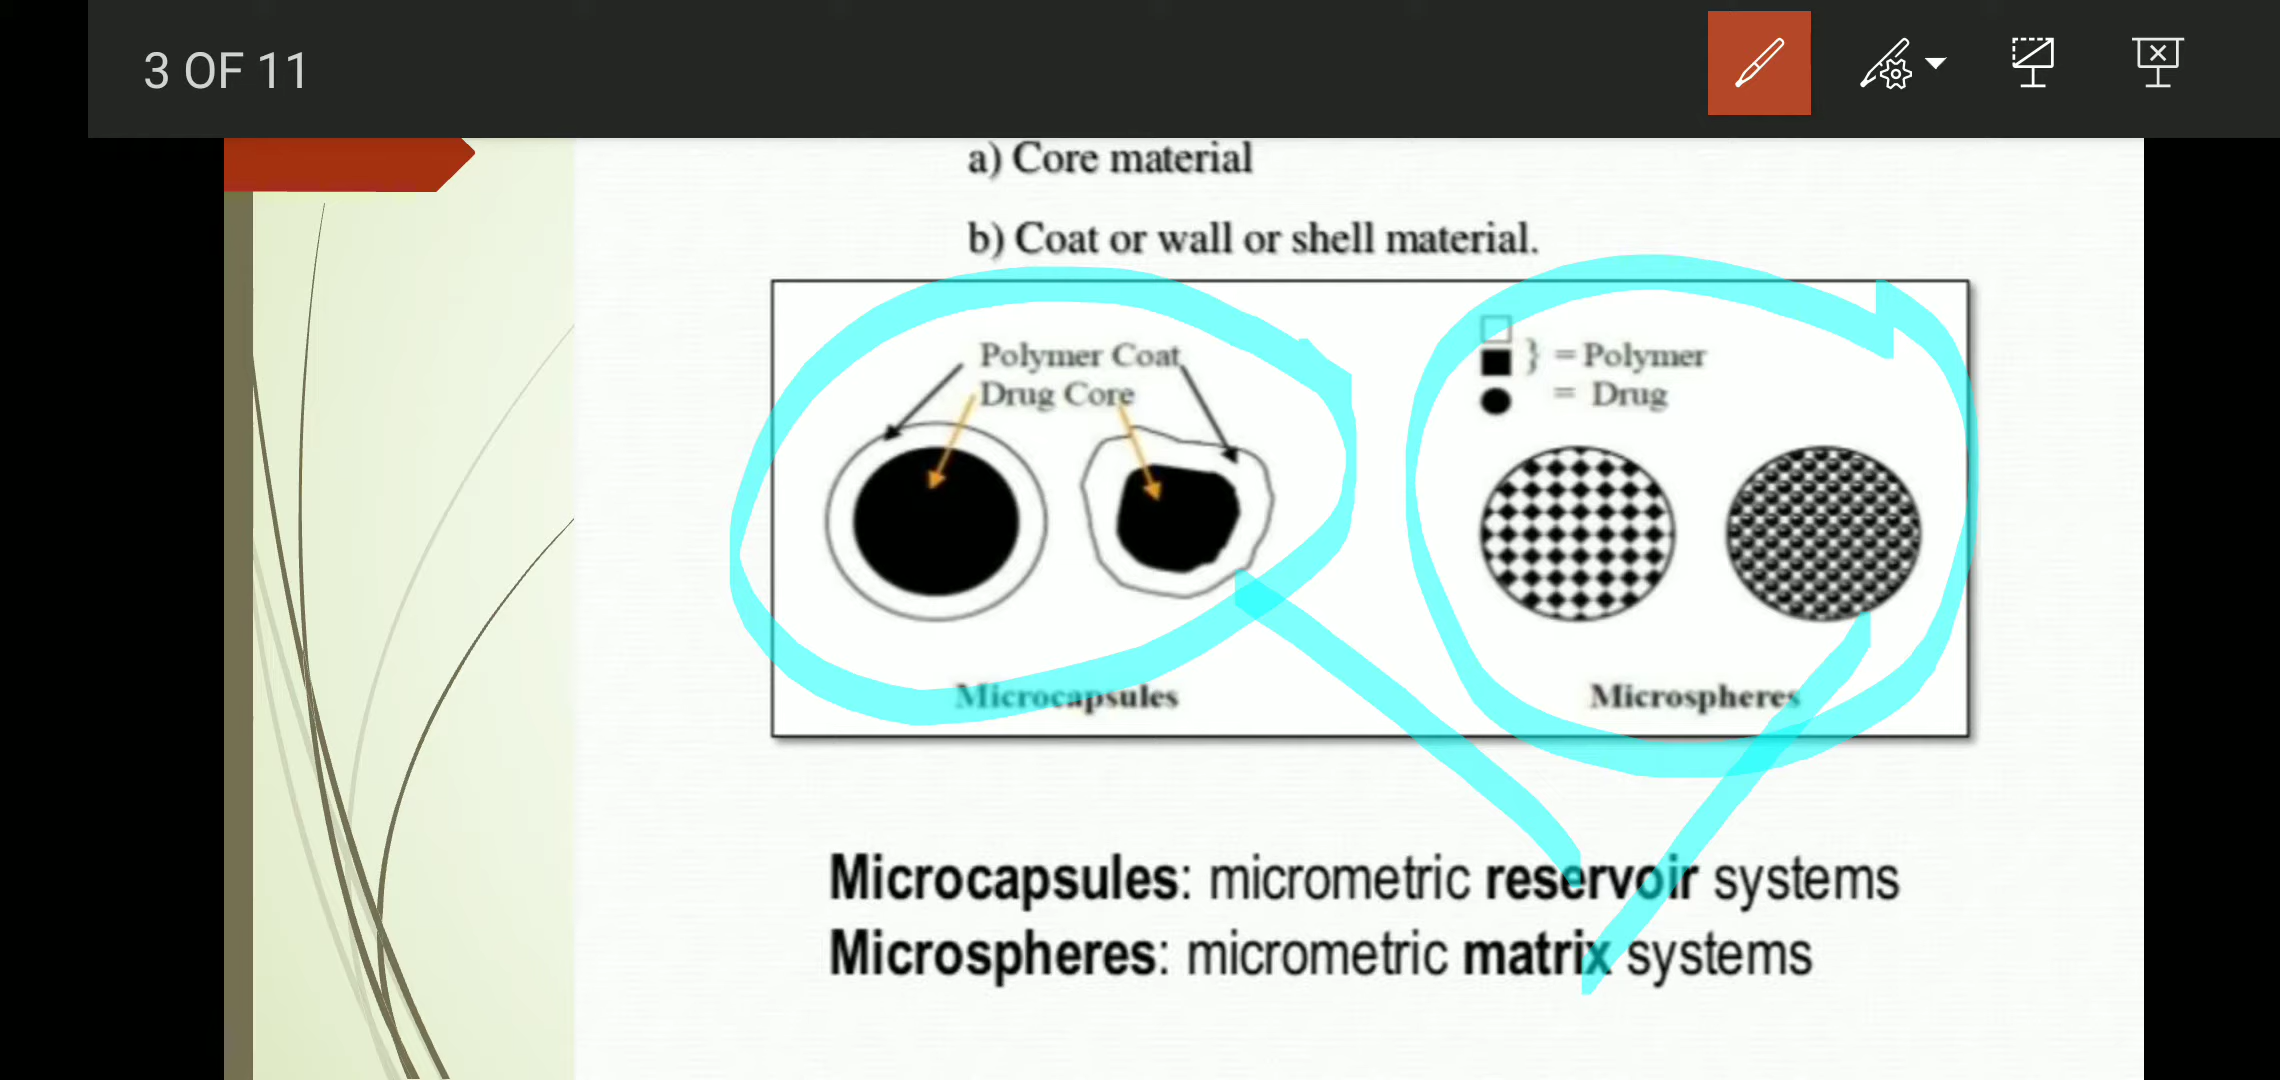 3 OF 11
a) Core material
b) Coat or wall or shell material.
Polymer Coat
Drug Core
} = Polymer
= Drug
Microcapsules
Microspheres
Microcapsules: micrometric reservoir systems
Microspheres: micrometric matrix systems